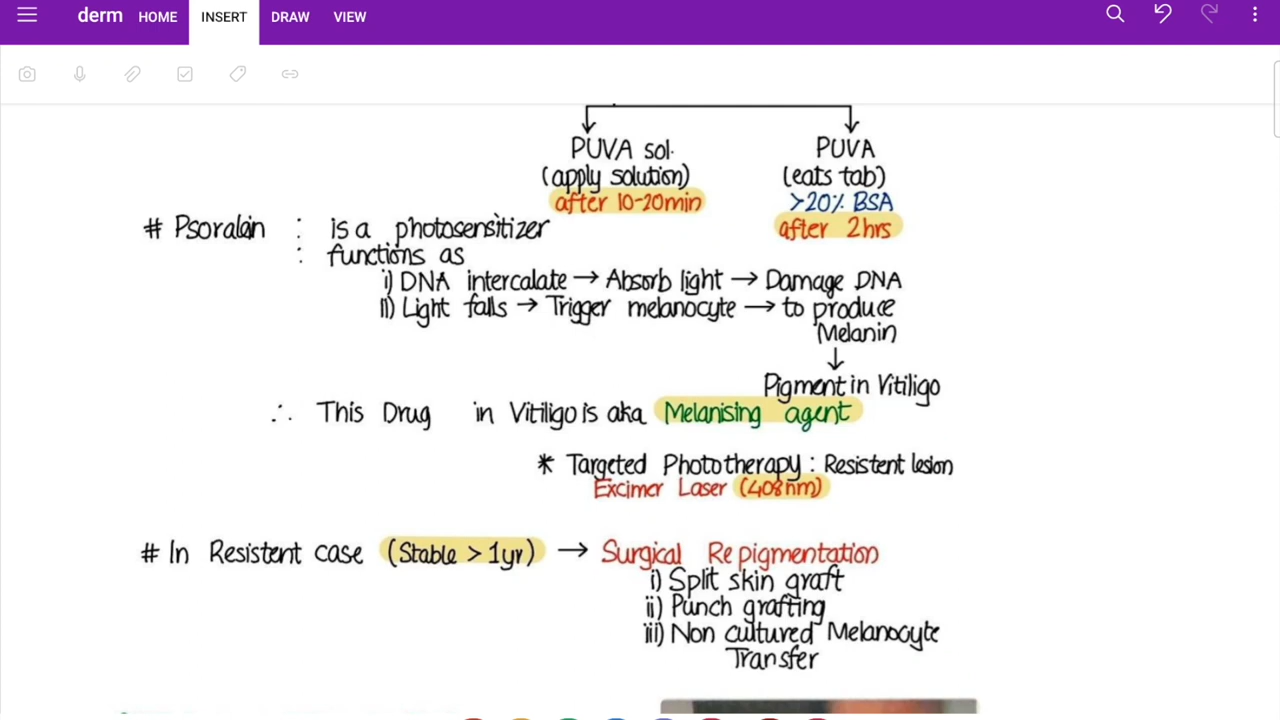 derm HOME INSERT DRAW VIEW
PUVA sol. PUVA
(apply solution) (eats tab)
after 10-20min >20% BSA
# Psoralan : is a photosensitizer after 2hrs
: functions as
i) DNA intercalate → Absorb light → Damage DNA
ii) Light falls → Trigger melanocyte → to produce
Melanin
↓
Pigment in Vitiligo
∴ This Drug in Vitiligo is aka Melanising agent
* Targeted Phototherapy : Resistent lesion
Excimer Laser (408nm)
# In Resistent case (Stable > 1yr) → Surgical Repigmentation
i) Split skin graft
ii) Punch grafting
iii) Non cultured Melanocyte
Transfer